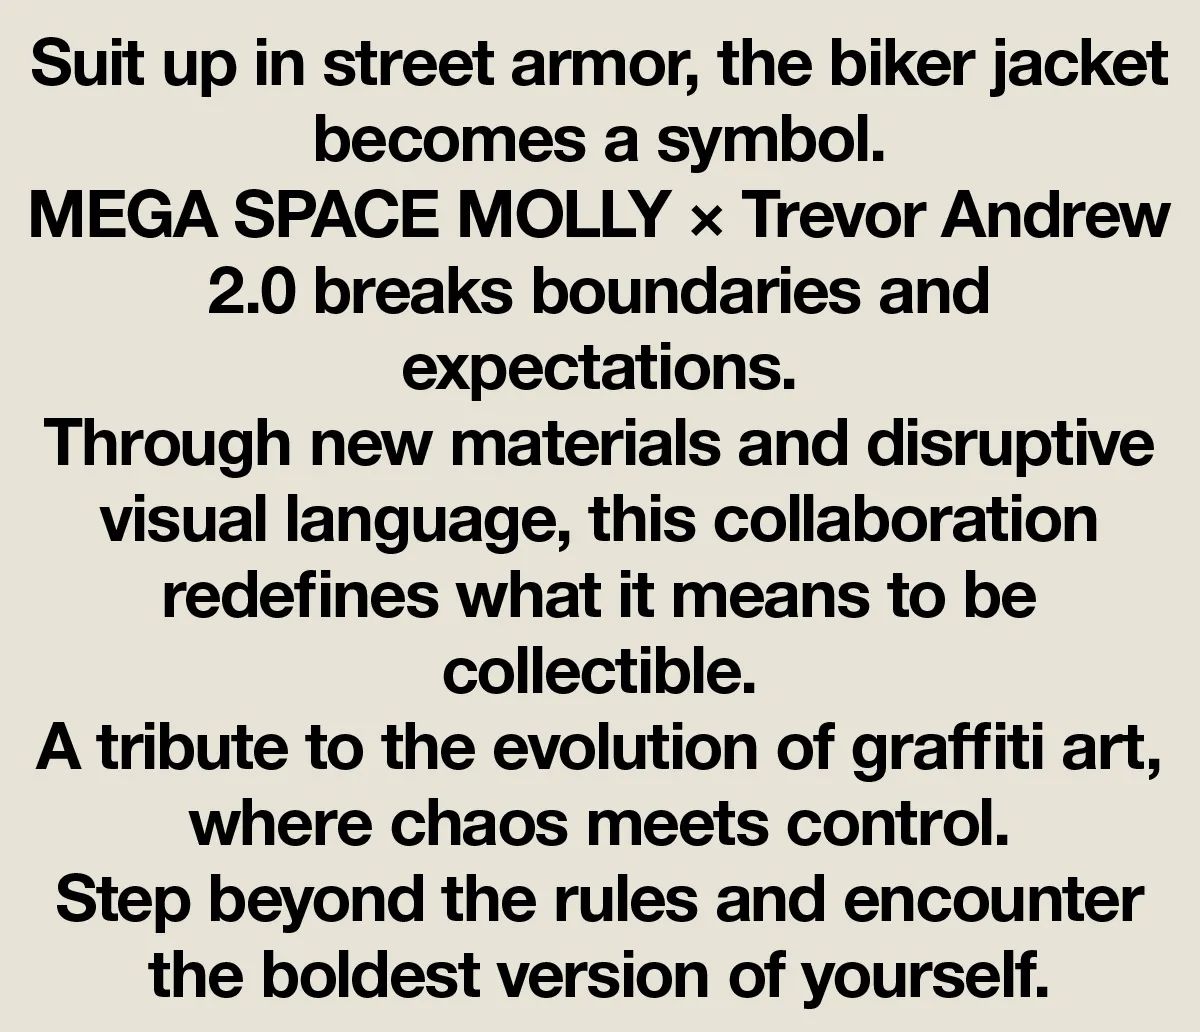 Suit up in street armor, the biker jacket
becomes a symbol.
MEGA SPACE MOLLY × Trevor Andrew
2.0 breaks boundaries and
expectations.
Through new materials and disruptive
visual language, this collaboration
redefines what it means to be
collectible.
A tribute to the evolution of graffiti art,
where chaos meets control.
Step beyond the rules and encounter
the boldest version of yourself.